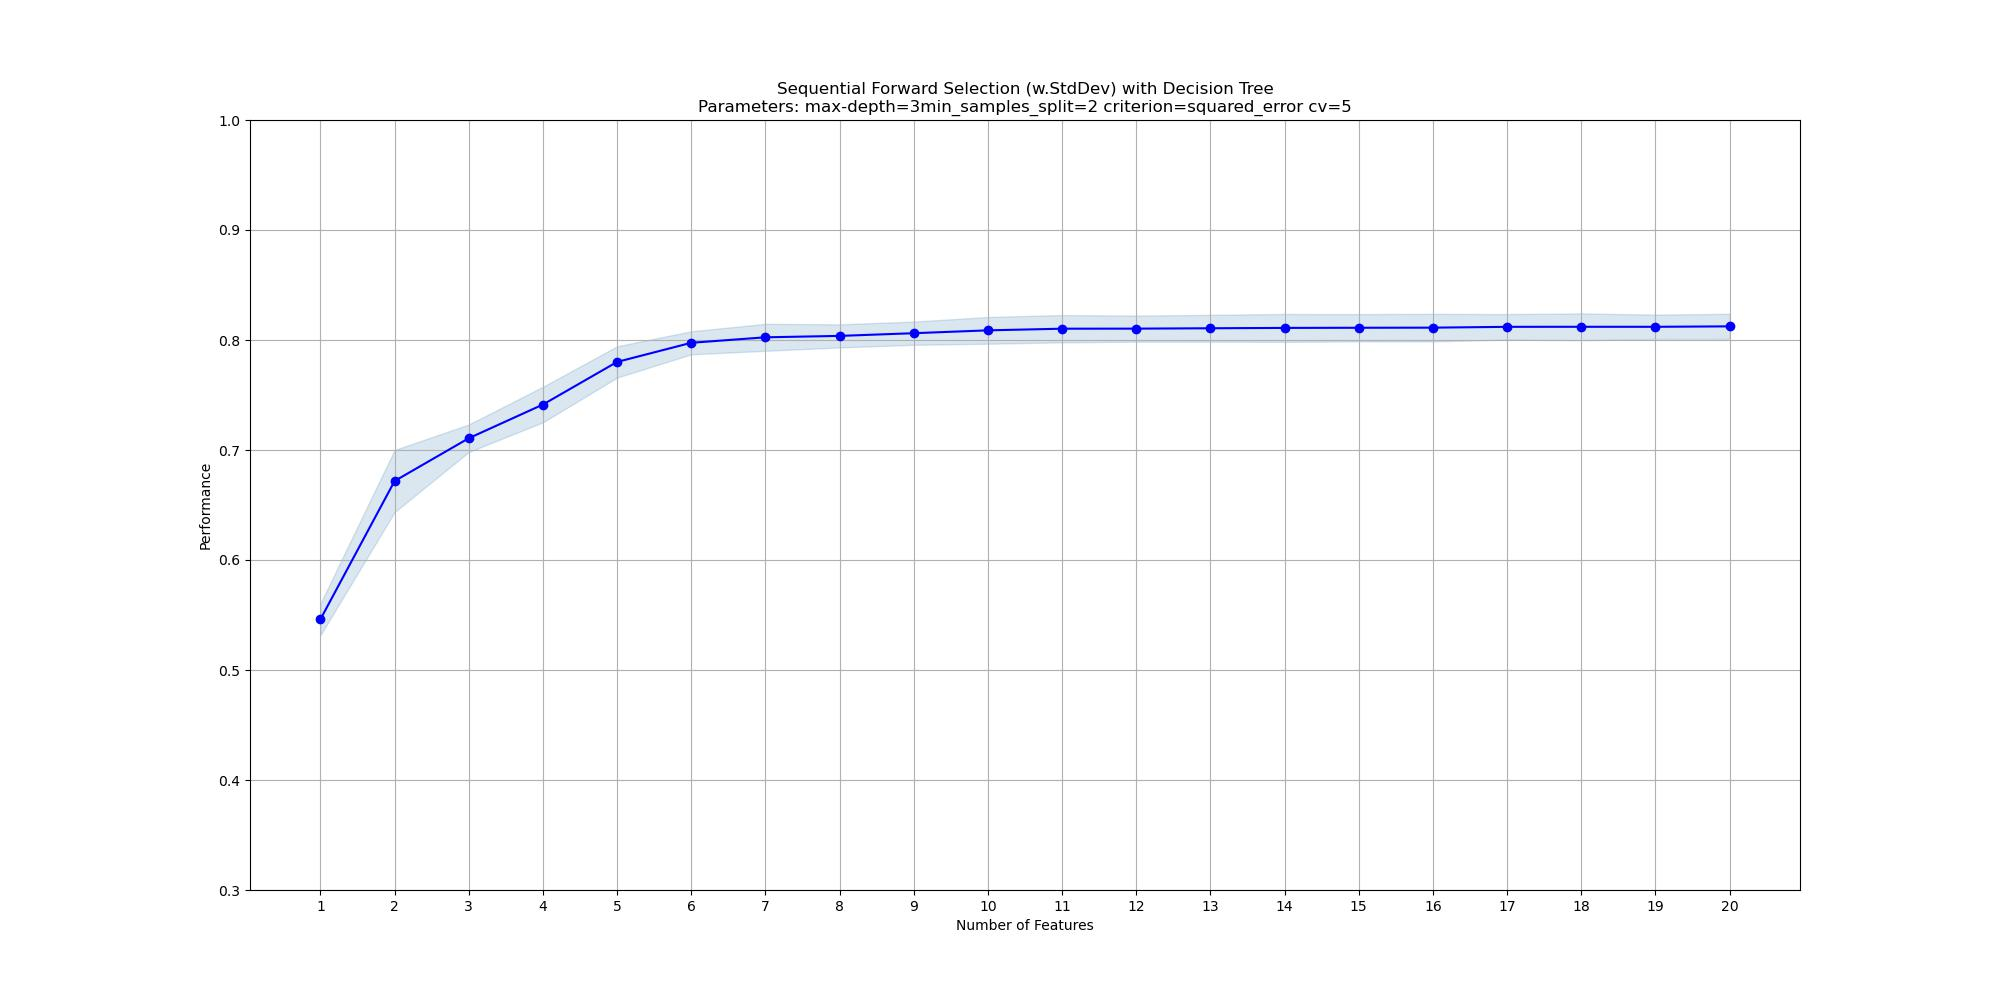 Sequential Forward Selection (w.StdDev) with Decision Tree
Parameters: max-depth=3min_samples_split=2 criterion=squared_error cv=5
1.0
0.9
0.8
0.7
0.6
0.5
0.4
0.3
Performance
1 2 3 4 5 6 7 8 9 10 11 12 13 14 15 16 17 18 19 20
Number of Features